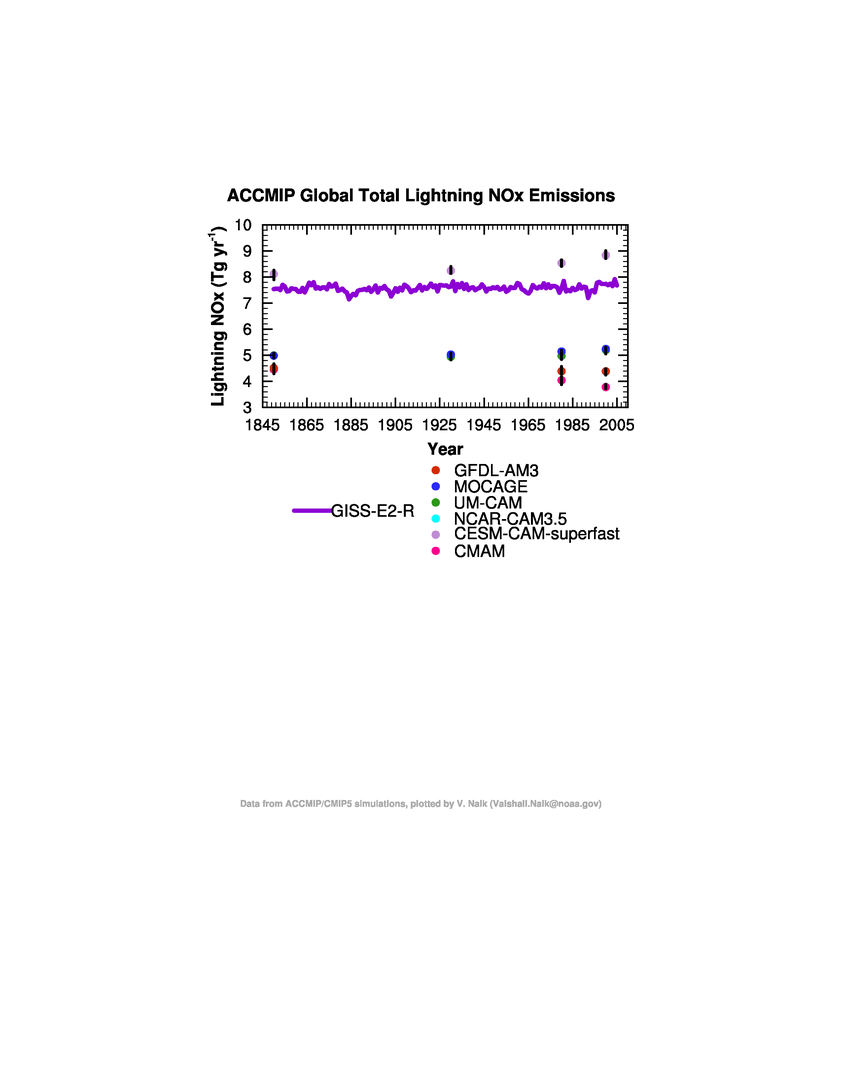 ACCMIP Global Total Lightning NOx Emissions
Lightning NOx (Tg yr⁻¹)
10
9
8
7
6
5
4
3
1845 1865 1885 1905 1925 1945 1965 1985 2005
Year
GISS-E2-R
GFDL-AM3
MOCAGE
UM-CAM
NCAR-CAM3.5
CESM-CAM-superfast
CMAM
Data from ACCMIP/CMIP5 simulations, plotted by V. Naik (Vaishali.Naik@noaa.gov)